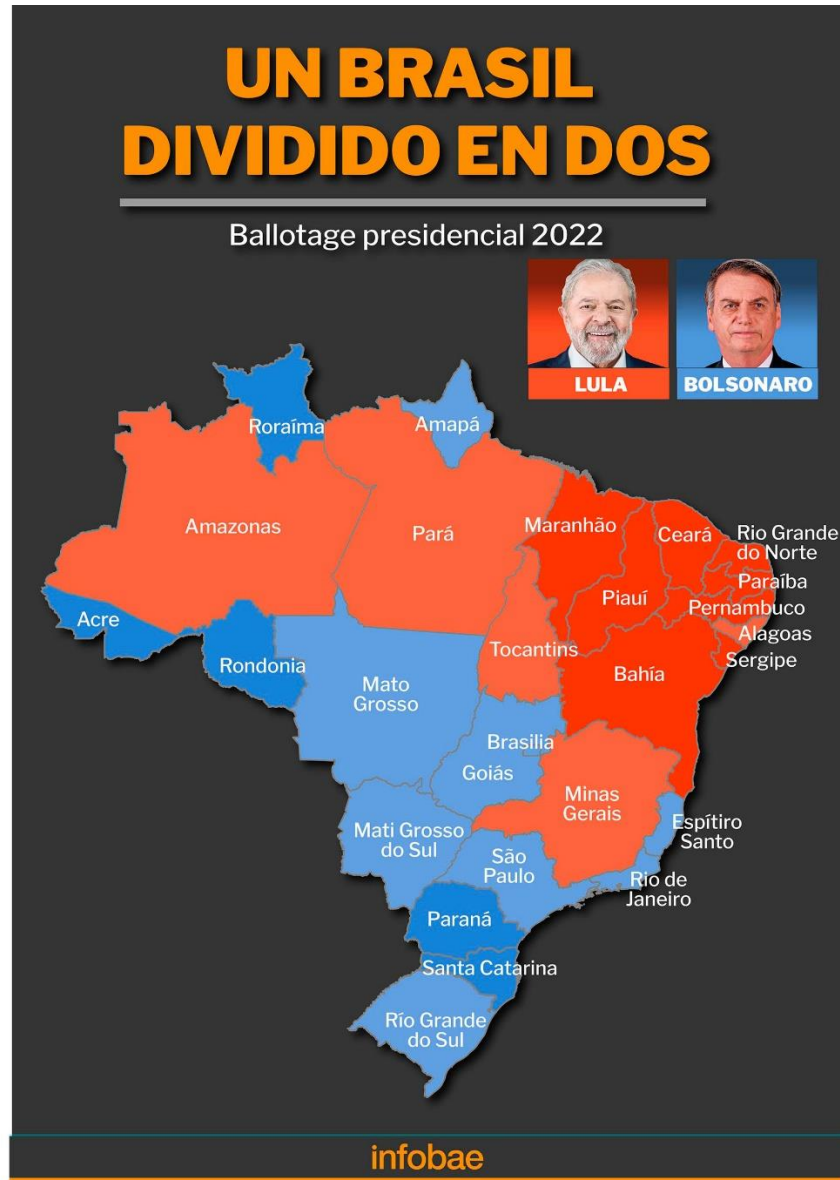 UN BRASIL
DIVIDIDO EN DOS
Ballotage presidencial 2022
LULA
BOLSONARO
Roraíma
Amapá
Amazonas
Pará
Maranhão
Ceará
Rio Grande
do Norte
Paraíba
Piauí
Pernambuco
Alagoas
Sergipe
Acre
Rondonia
Tocantins
Bahía
Mato
Grosso
Brasilia
Goiás
Minas
Gerais
Espítiro
Santo
Mati Grosso
do Sul
São
Paulo
Rio de
Janeiro
Paraná
Santa Catarina
Río Grande
do Sul
infobae